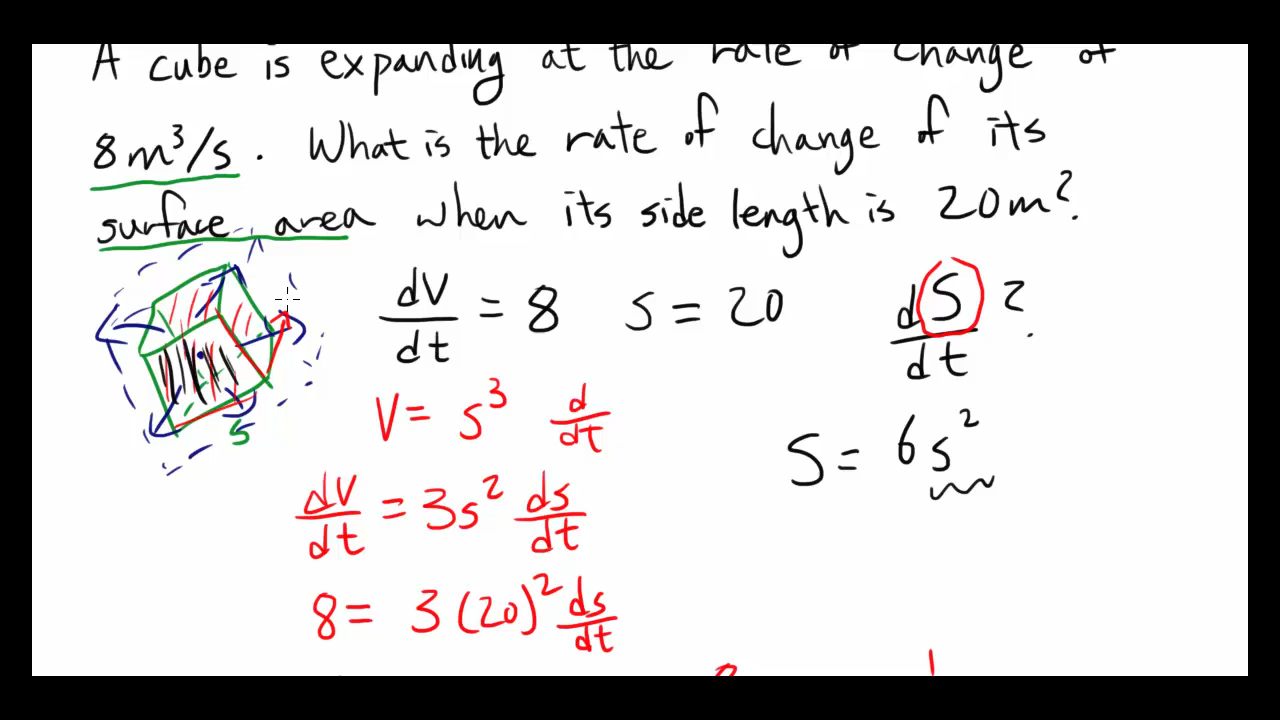 A cube is expanding at the rate of change of
8m³/s. What is the rate of change of its
surface area when its side length is 20m?
dV/dt = 8 s = 20 dS/dt ?
s
V = s³ d/dt
S = 6s²
dV/dt = 3s² ds/dt
8 = 3(20)² ds/dt